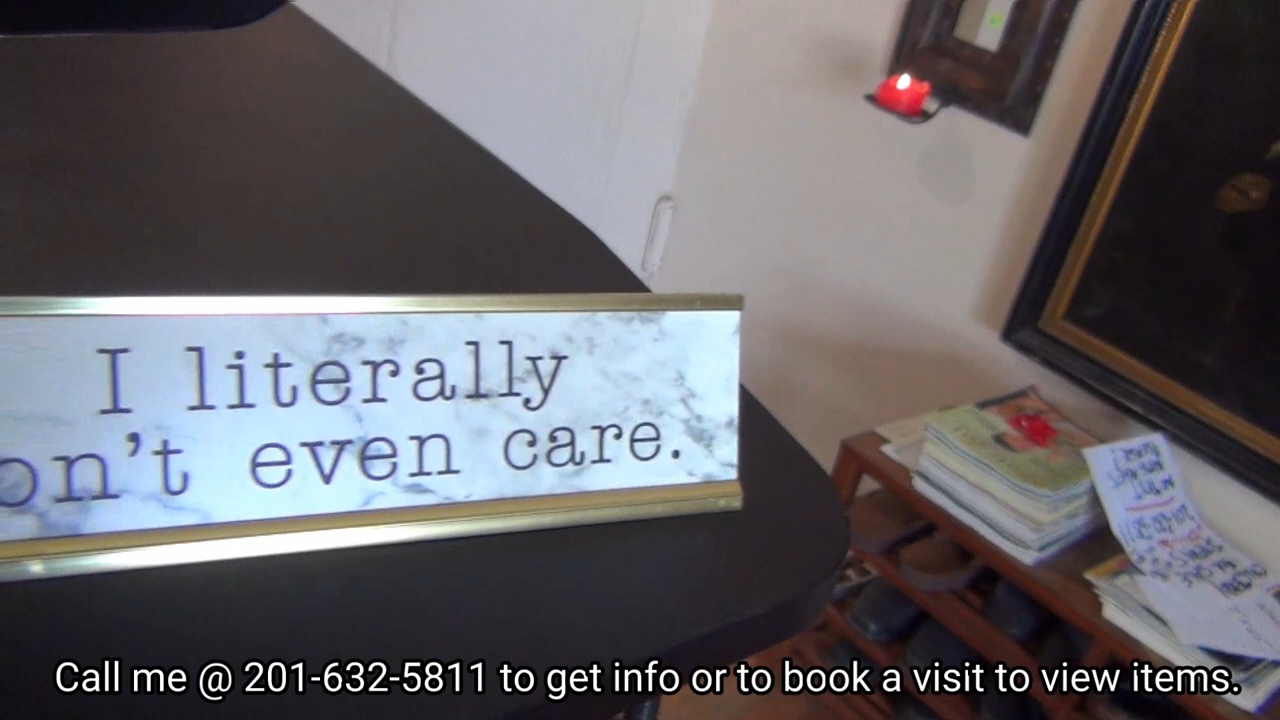 I literally
on't even care.
Call me @ 201-632-5811 to get info or to book a visit to view items.